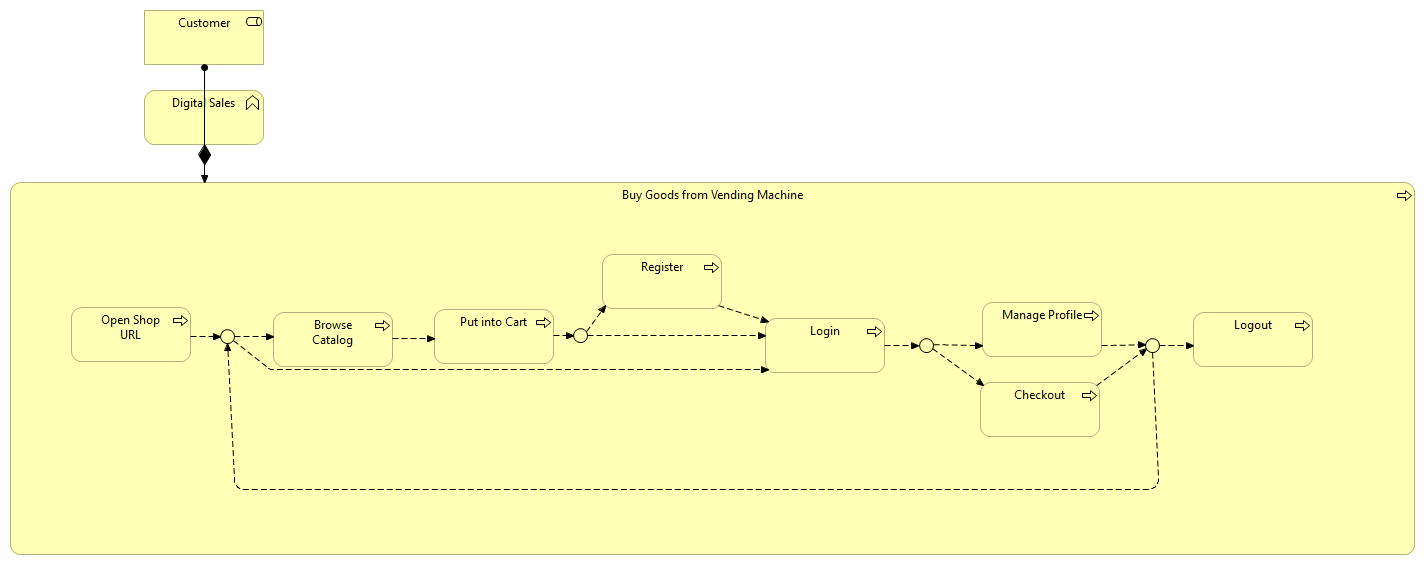 Customer
Digital Sales
Buy Goods from Vending Machine
Register
Open Shop
URL
Browse
Catalog
Put into Cart
Login
Manage Profile
Logout
Checkout